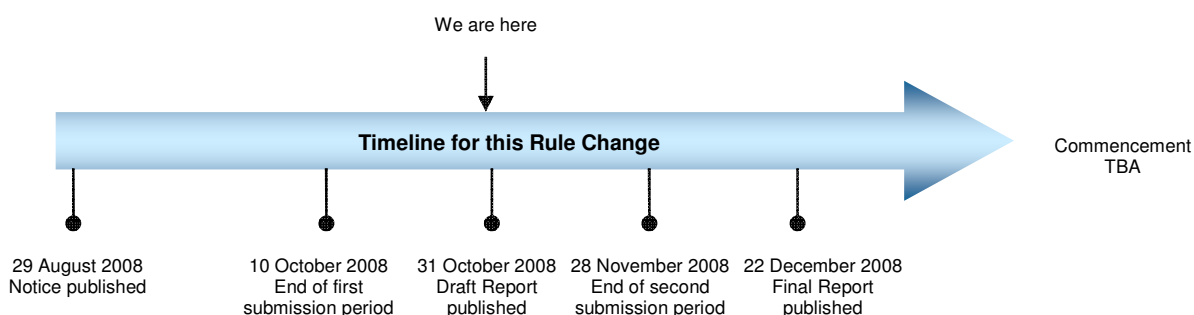 We are here
Timeline for this Rule Change
Commencement
TBA
29 August 2008
Notice published
10 October 2008
End of first
submission period
31 October 2008
Draft Report
published
28 November 2008
End of second
submission period
22 December 2008
Final Report
published